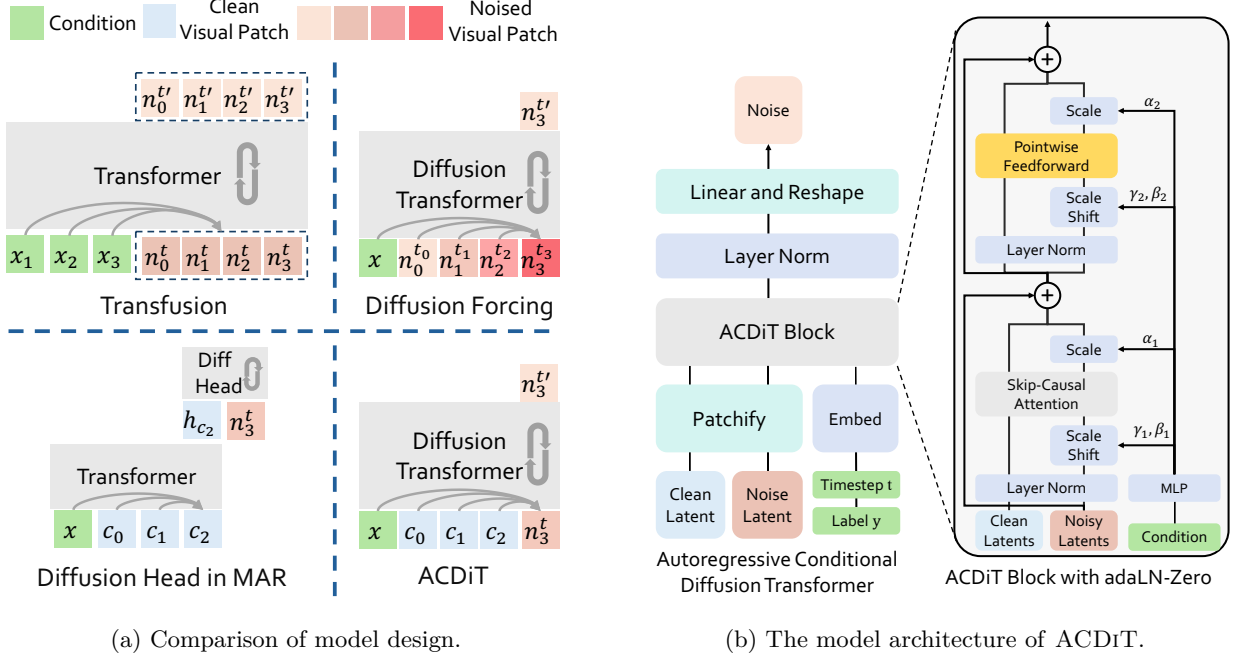 Condition
Clean
Visual Patch
Noised
Visual Patch
n_0^{t'} n_1^{t'} n_2^{t'} n_3^{t'}
Transformer
x_1 x_2 x_3 n_0^t n_1^t n_2^t n_3^t
Transfusion
n_3^{t'}
Diffusion
Transformer
x n_0^{t_0} n_1^{t_1} n_2^{t_2} n_3^{t_3}
Diffusion Forcing
Diff
Head
h_{c_2} n_3^t
Transformer
x c_0 c_1 c_2
Diffusion Head in MAR
n_3^{t'}
Diffusion
Transformer
x c_0 c_1 c_2 n_3^t
ACDiT
(a) Comparison of model design.
Noise
Linear and Reshape
Layer Norm
ACDiT Block
Patchify
Embed
Clean
Latent
Noise
Latent
Timestep t
Label y
Autoregressive Conditional
Diffusion Transformer
+
Scale
α_2
Pointwise
Feedforward
Scale
Shift
γ_2, β_2
Layer Norm
+
Scale
α_1
Skip-Causal
Attention
Scale
Shift
γ_1, β_1
Layer Norm
MLP
Clean
Latents
Noisy
Latents
Condition
ACDiT Block with adaLN-Zero
(b) The model architecture of ACDiT.